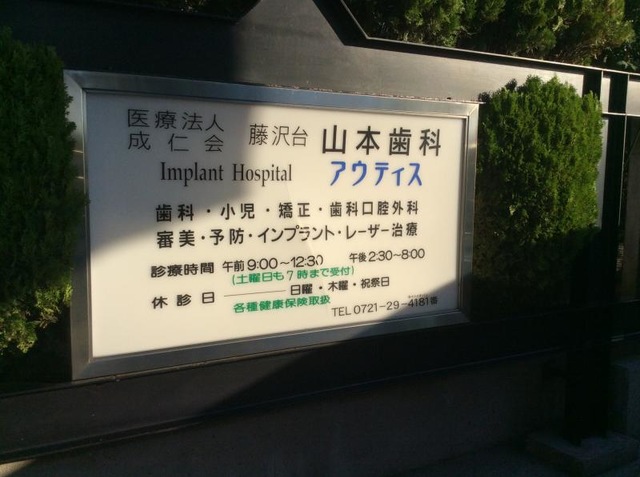 医療法人
成仁会 藤沢台 山本歯科
Implant Hospital アウティス
歯科・小児・矯正・歯科口腔外科
審美・予防・インプラント・レーザー治療
診療時間 午前9:00~12:30 午後2:30~8:00
(土曜日も7時まで受付)
休診日 日曜・木曜・祝祭日
各種健康保険取扱
TEL 0721-29-4181番